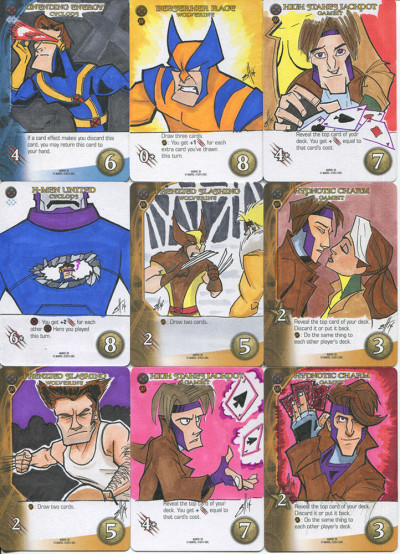 UNENDING ENERGY
CYCLOPS
If a card effect makes you discard this
card, you may return this card to
your hand.
4
6
BERSERKER RAGE
WOLVERINE
Draw three cards.
: You get +1 for each
extra card you've drawn
this turn.
0+
8
HIGH STAKES JACKPOT
GAMBIT
Reveal the top card of your
deck. You get + equal to
that card's cost.
4+
7
X-MEN UNITED
CYCLOPS
: You get +2 for each
other Hero you played
this turn.
6+
8
FRENZIED SLASHING
WOLVERINE
: Draw two cards.
2
5
HYPNOTIC CHARM
GAMBIT
Reveal the top card of your deck.
Discard it or put it back.
: Do the same thing to
each other player's deck.
2
3
FRENZIED SLASHING
WOLVERINE
: Draw two cards.
2
5
HIGH STAKES JACKPOT
GAMBIT
Reveal the top card of your
deck. You get + equal to
that card's cost.
4+
7
HYPNOTIC CHARM
GAMBIT
Reveal the top card of your deck.
Discard it or put it back.
: Do the same thing to
each other player's deck.
2
3